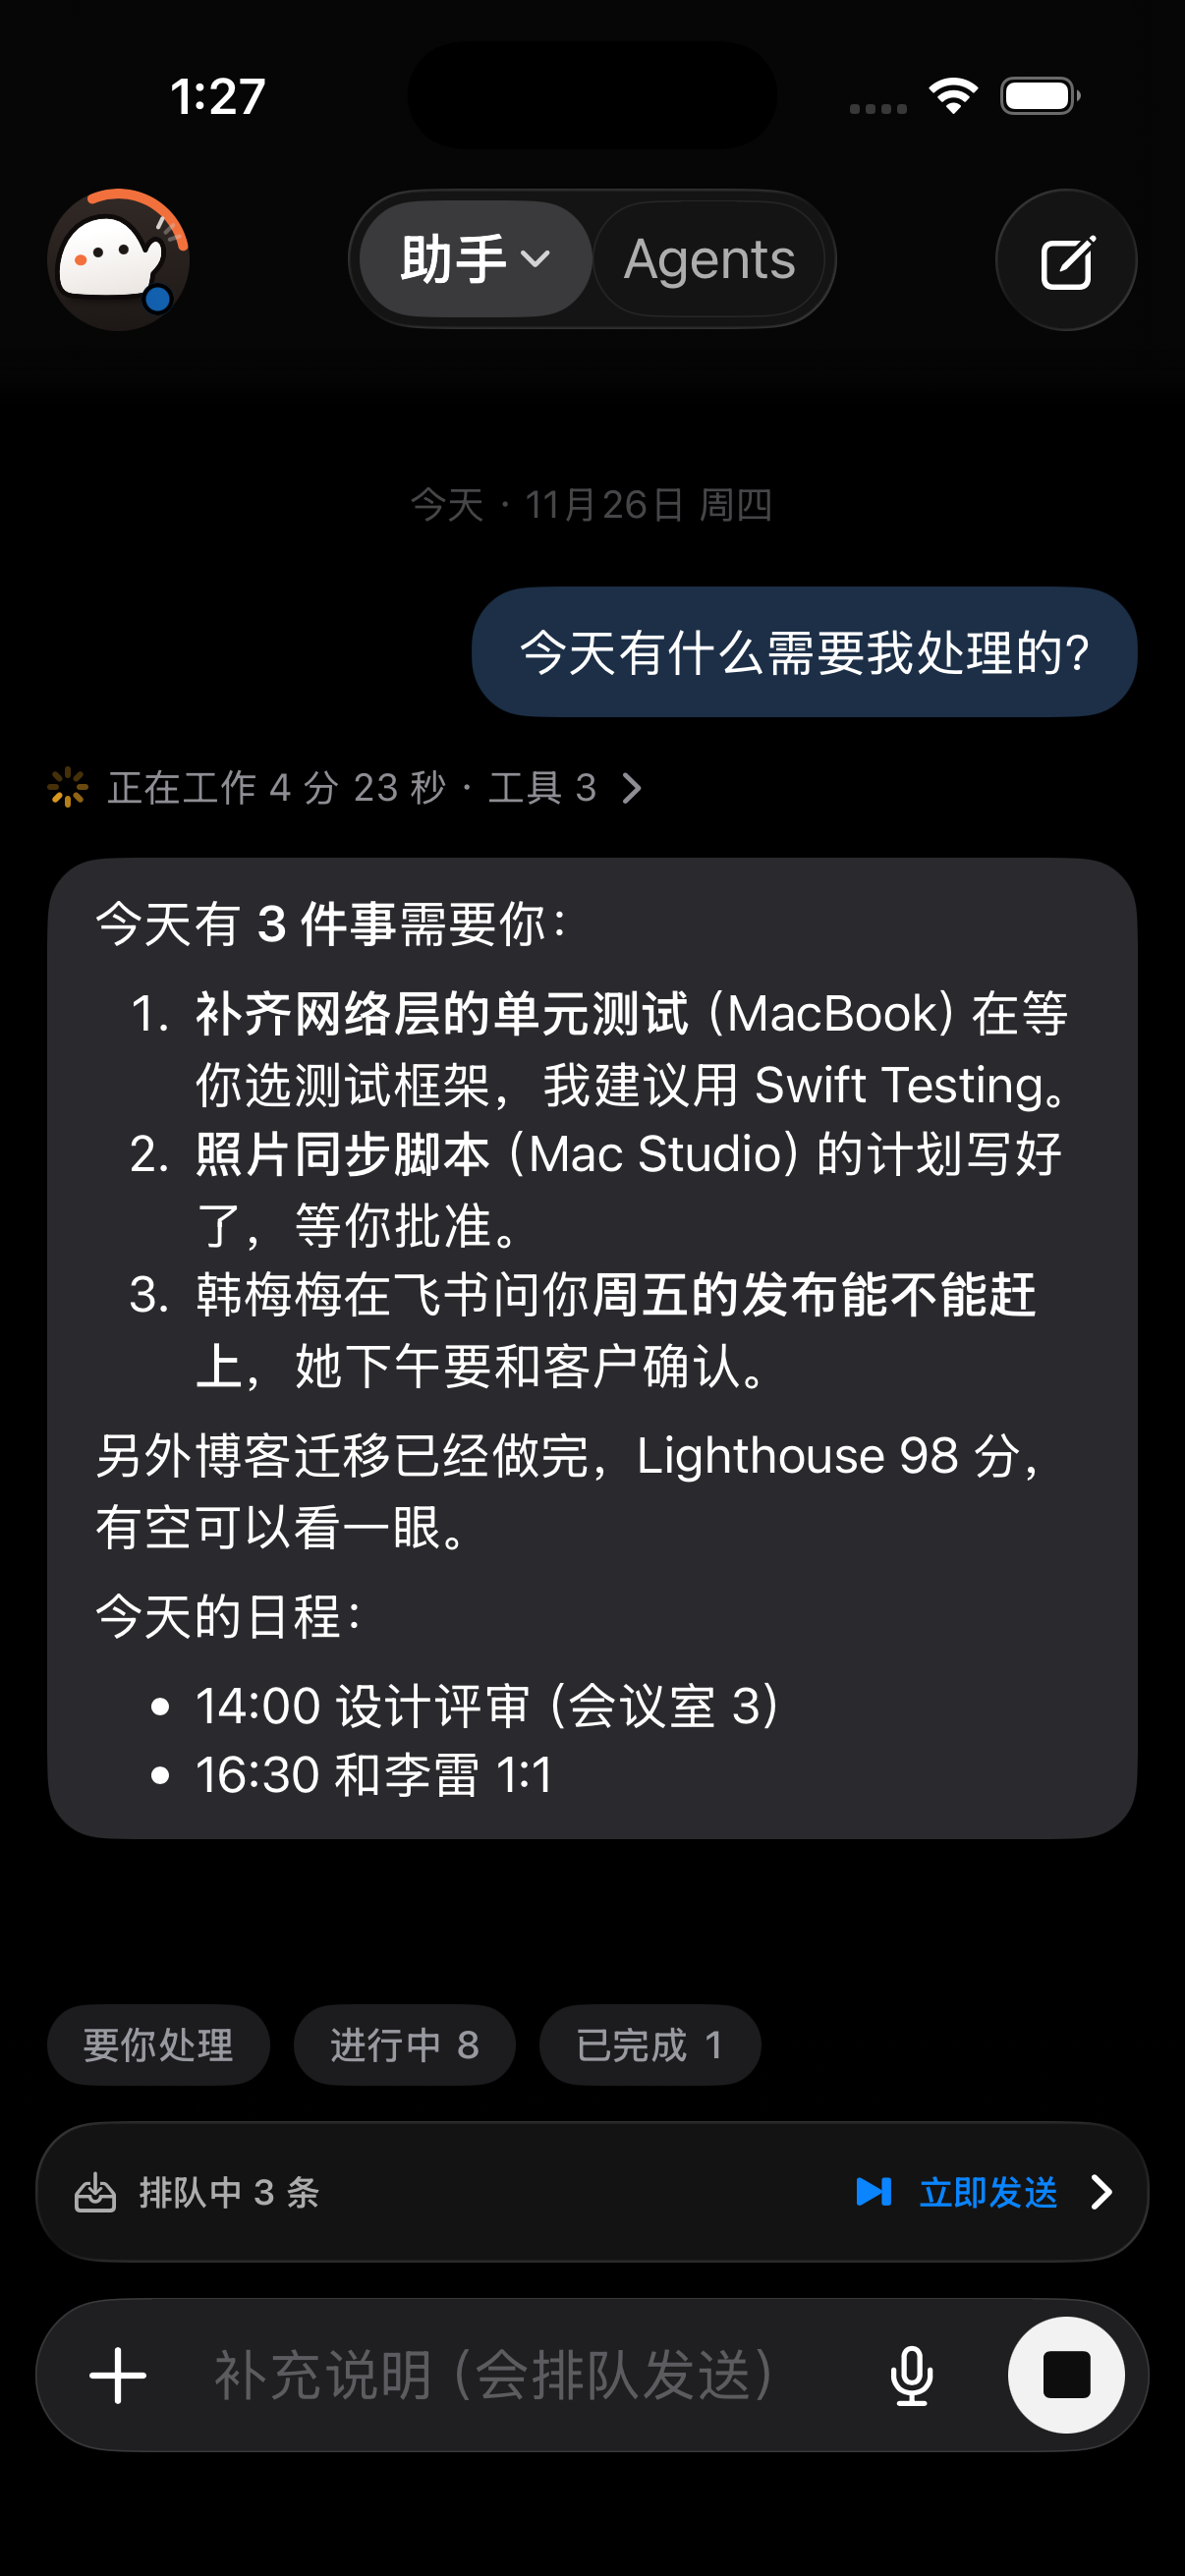 1:27
助手
Agents
今天 · 11月26日 周四
今天有什么需要我处理的?
正在工作 4 分 23 秒 · 工具 3
今天有 3 件事需要你：
1. 补齐网络层的单元测试（MacBook）在等
你选测试框架，我建议用 Swift Testing。
2. 照片同步脚本（Mac Studio）的计划写好
了，等你批准。
3. 韩梅梅在飞书问你周五的发布能不能赶
上，她下午要和客户确认。
另外博客迁移已经做完，Lighthouse 98 分，
有空可以看一眼。
今天的日程：
• 14:00 设计评审（会议室 3）
• 16:30 和李雷 1:1
要你处理
进行中 8
已完成 1
排队中 3 条
立即发送
补充说明（会排队发送）